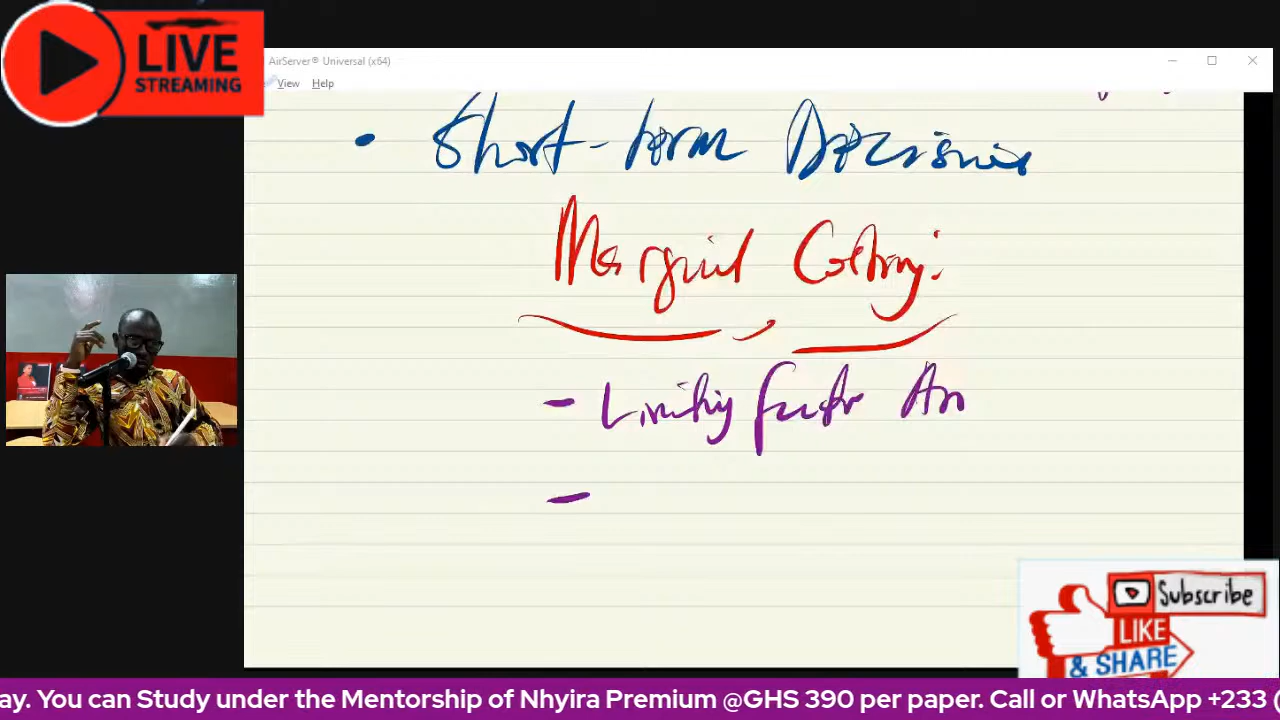 LIVE
STREAMING
AirServer® Universal (x64)
View Help
• Short-term Decisions
Marginal Costing.
- Limiting factor An
-
Subscribe
LIKE
& SHARE
ay. You can Study under the Mentorship of Nhyira Premium @GHS 390 per paper. Call or WhatsApp +233 (